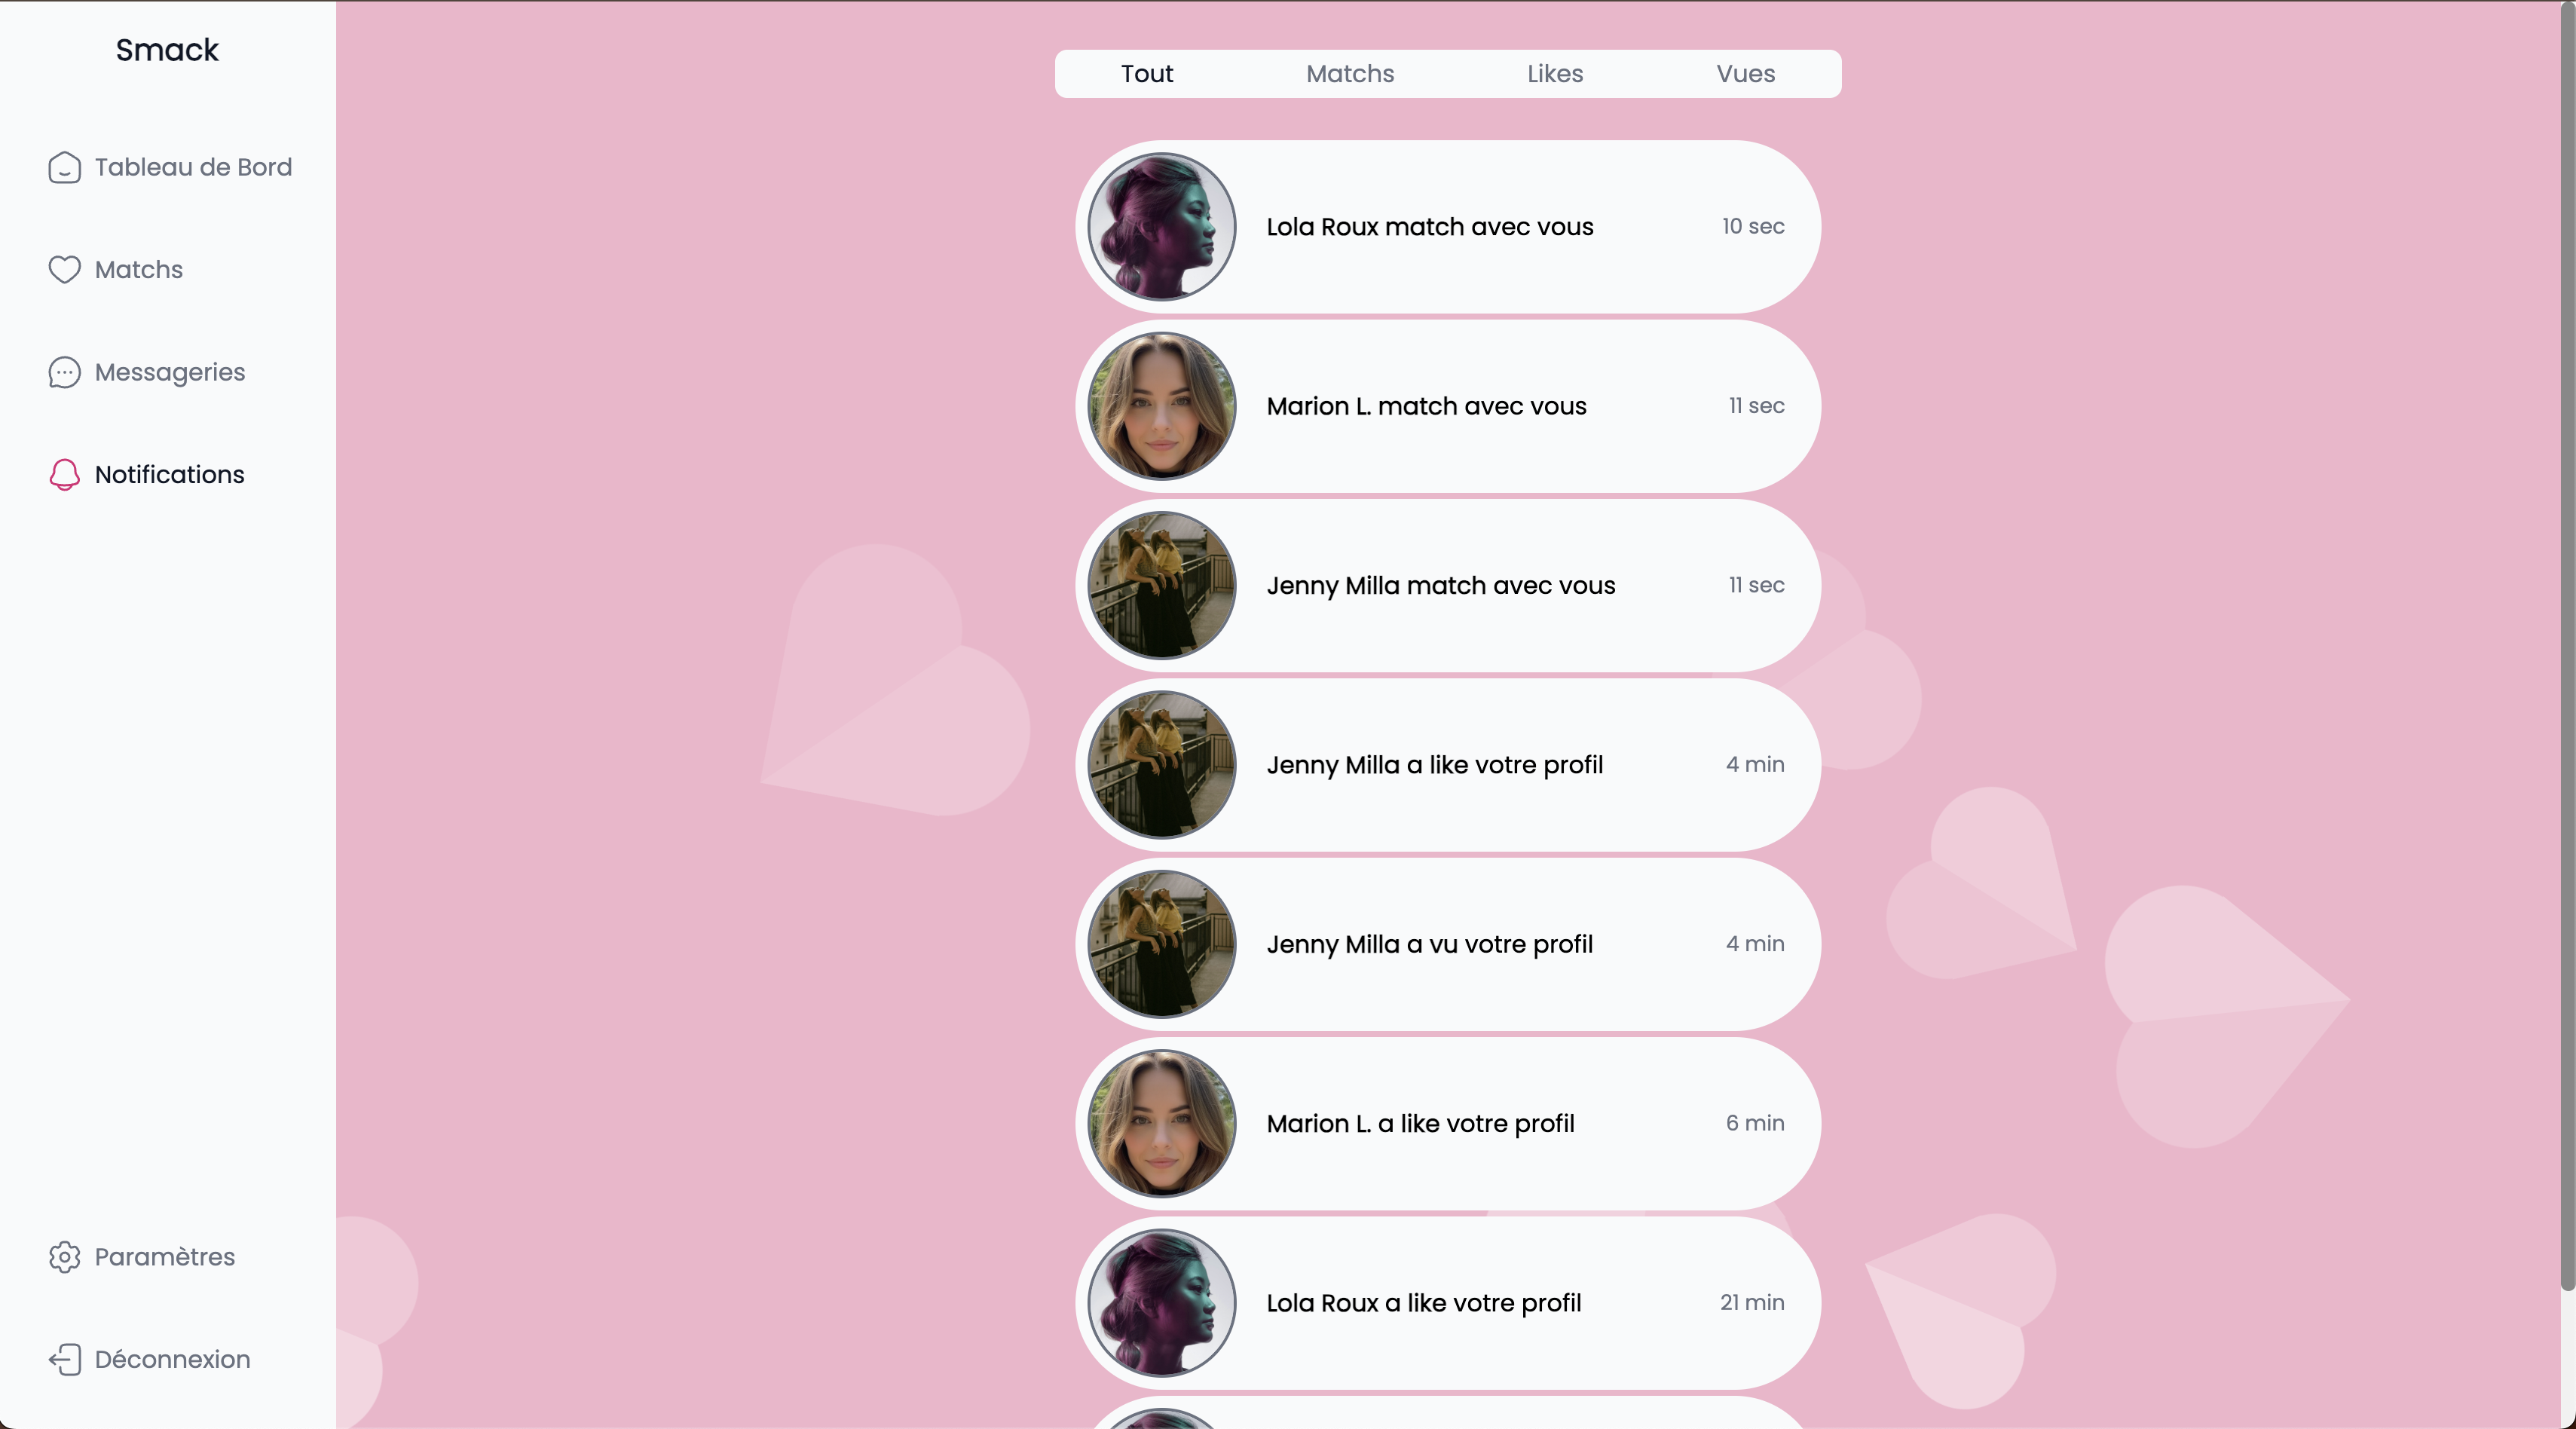 Smack
Tableau de Bord
Matchs
Messageries
Notifications
Paramètres
Déconnexion
Tout Matchs Likes Vues
Lola Roux match avec vous 10 sec
Marion L. match avec vous 11 sec
Jenny Milla match avec vous 11 sec
Jenny Milla a like votre profil 4 min
Jenny Milla a vu votre profil 4 min
Marion L. a like votre profil 6 min
Lola Roux a like votre profil 21 min